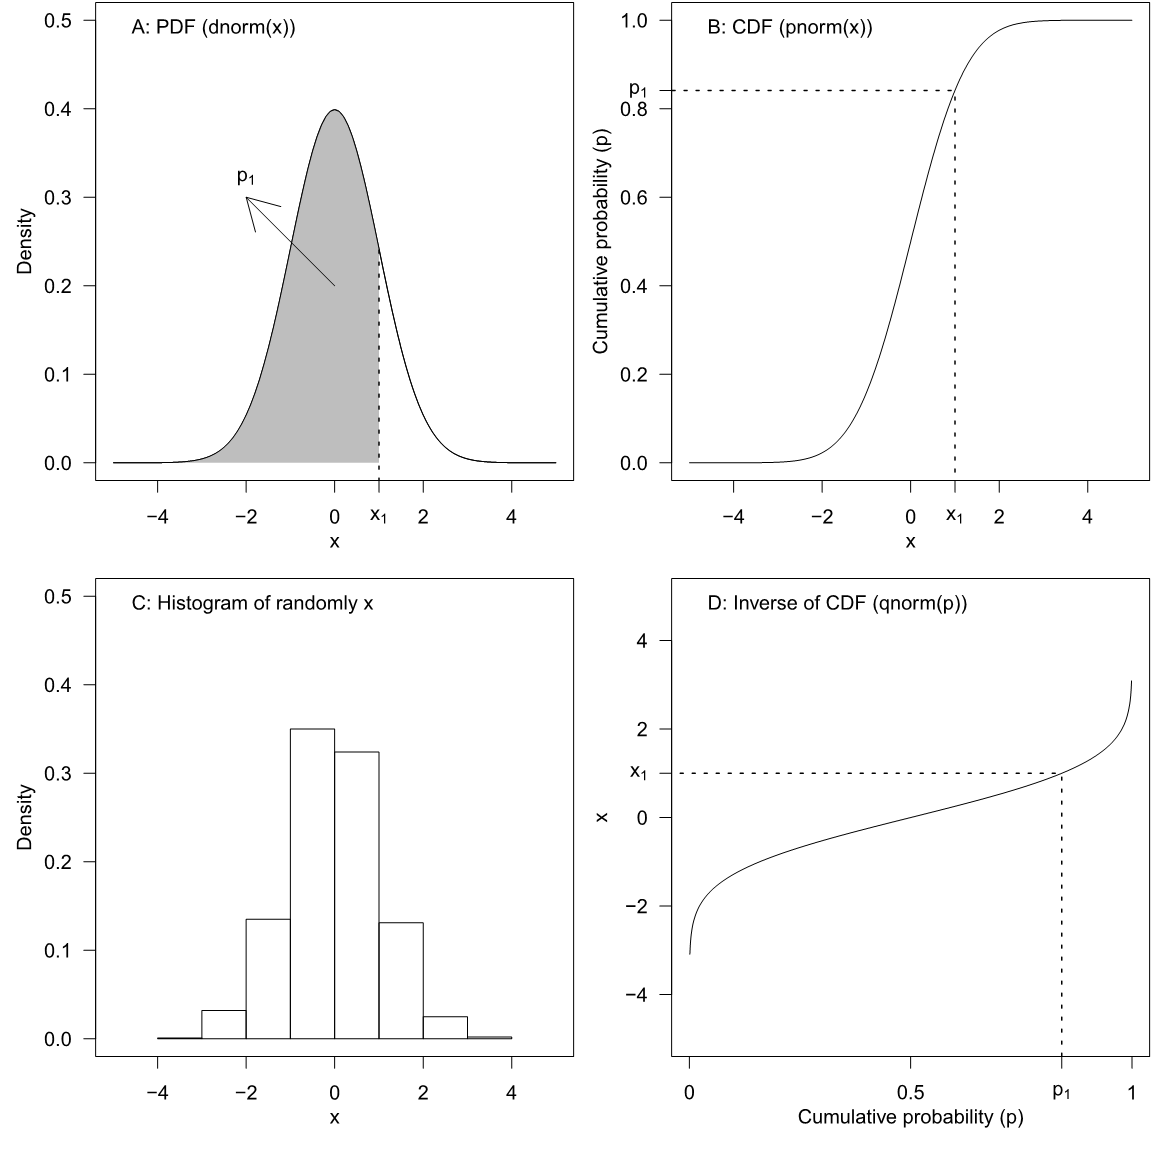 A: PDF (dnorm(x))
0.5
0.4
0.3
0.2
0.1
0.0
Density
p1
−4 −2 0 x1 2 4
x
B: CDF (pnorm(x))
1.0
p1
0.8
0.6
0.4
0.2
0.0
Cumulative probability (p)
−4 −2 0 x1 2 4
x
C: Histogram of randomly x
0.5
0.4
0.3
0.2
0.1
0.0
Density
−4 −2 0 2 4
x
D: Inverse of CDF (qnorm(p))
4
2
x1
0
−2
−4
x
0 0.5 p1 1
Cumulative probability (p)